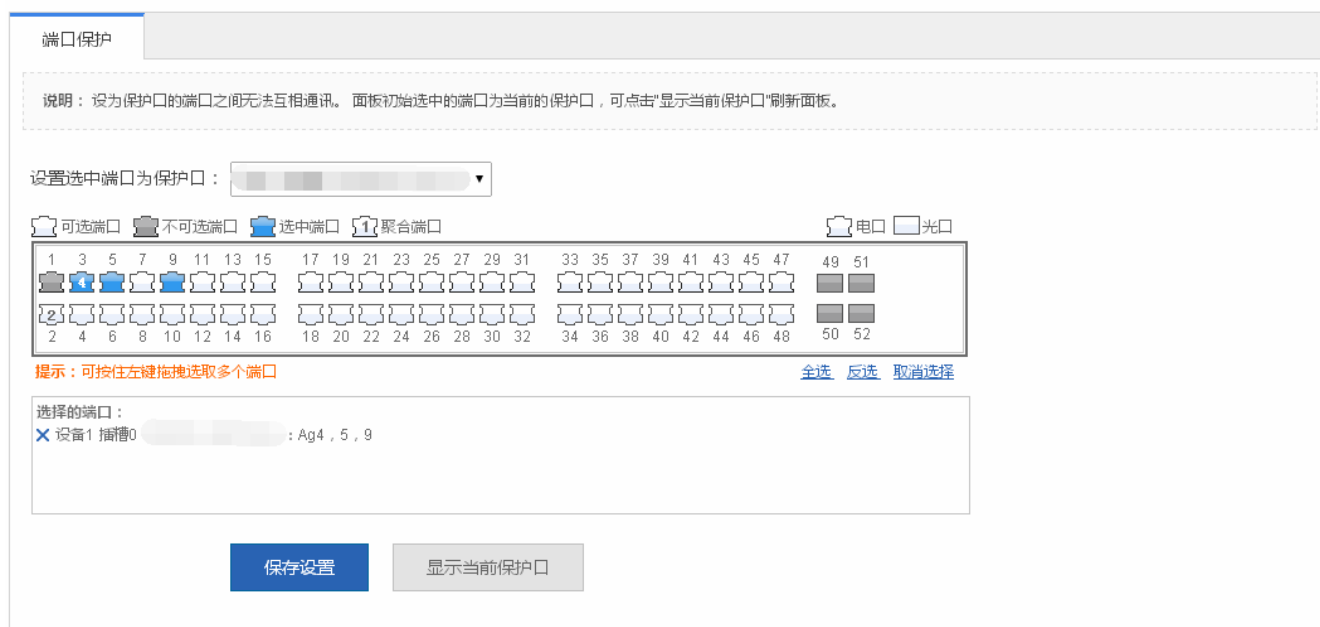 端口保护
说明： 设为保护口的端口之间无法互相通讯。 面板初始选中的端口为当前的保护口，可点击"显示当前保护口"刷新面板。
设置选中端口为保护口： ▼
可选端口 不可选端口 选中端口 1 聚合端口 电口 光口
1 3 5 7 9 11 13 15 17 19 21 23 25 27 29 31 33 35 37 39 41 43 45 47 49 51
4
2
2 4 6 8 10 12 14 16 18 20 22 24 26 28 30 32 34 36 38 40 42 44 46 48 50 52
提示：可按住左键拖拽选取多个端口 全选 反选 取消选择
选择的端口：
设备1 插槽0 : Ag4 , 5 , 9
保存设置 显示当前保护口